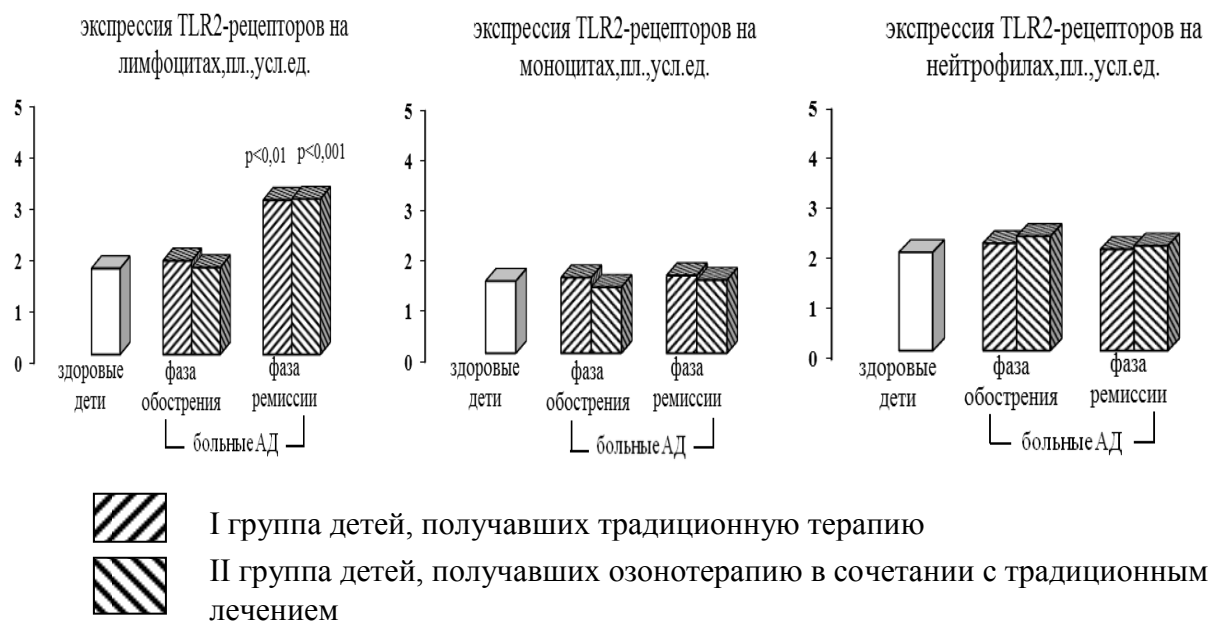 экспрессия TLR2-рецепторов на
лимфоцитах,пл.,усл.ед.
5
4
3
2
1
0
p<0,01 p<0,001
здоровые
дети
фаза
обострения
фаза
ремиссии
больные АД
экспрессия TLR2-рецепторов на
моноцитах,пл.,усл.ед.
5
4
3
2
1
0
здоровые
дети
фаза
обострения
фаза
ремиссии
больные АД
экспрессия TLR2-рецепторов на
нейтрофилах,пл.,усл.ед.
5
4
3
2
1
0
здоровые
дети
фаза
обострения
фаза
ремиссии
больные АД
I группа детей, получавших традиционную терапию
II группа детей, получавших озонотерапию в сочетании с традиционным
лечением